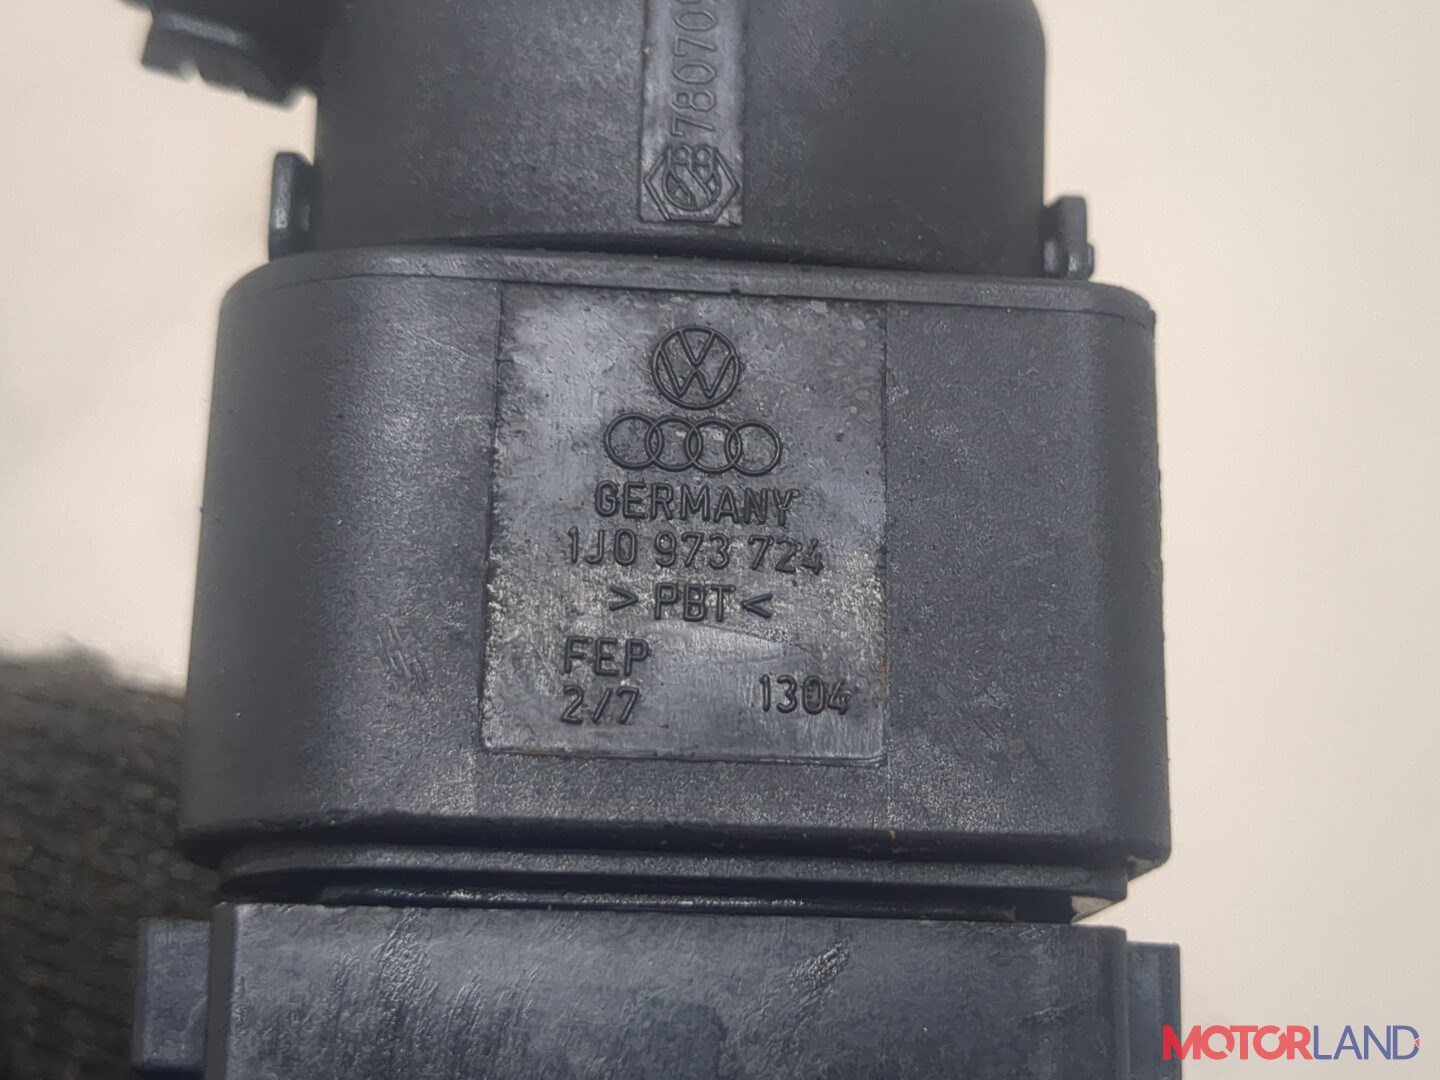 GERMANY
1J0 973 724
> PBT <
FEP
2/7 1304
MOTORLAND